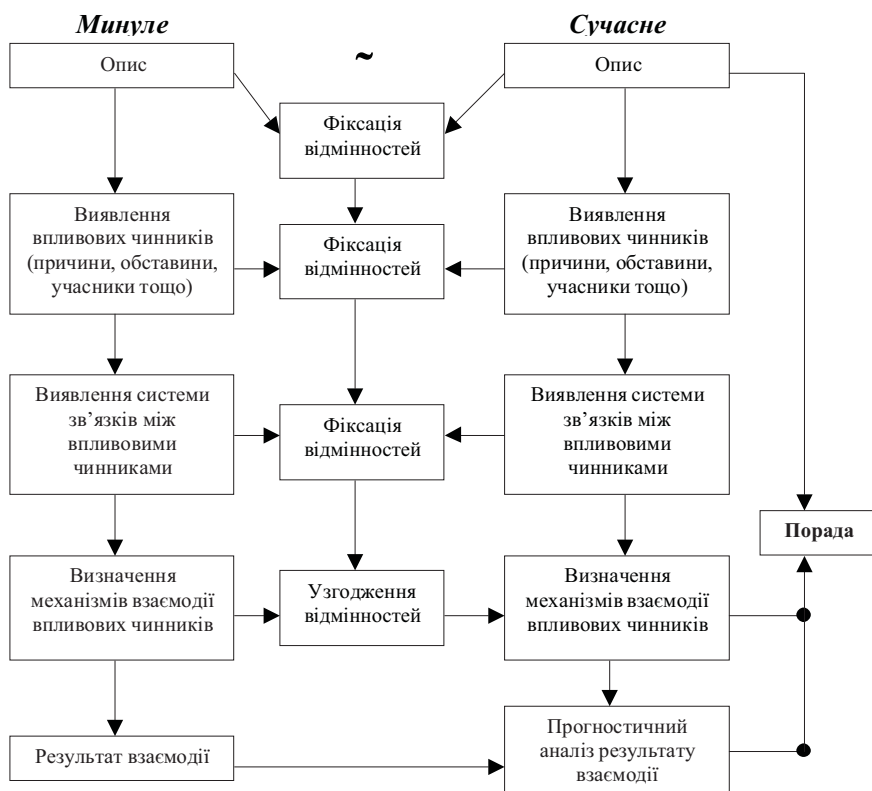 Минуле
~
Сучасне
Опис
Опис
Фіксація
відмінностей
Виявлення
впливових чинників
(причини, обставини,
учасники тощо)
Фіксація
відмінностей
Виявлення
впливових чинників
(причини, обставини,
учасники тощо)
Виявлення системи
зв’язків між
впливовими
чинниками
Фіксація
відмінностей
Виявлення системи
зв’язків між
впливовими
чинниками
Порада
Визначення
механізмів взаємодії
впливових чинників
Узгодження
відмінностей
Визначення
механізмів взаємодії
впливових чинників
Результат взаємодії
Прогностичний
аналіз результату
взаємодії